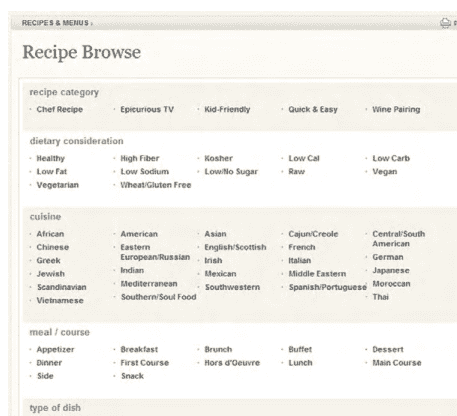 RECIPES & MENUS :
Recipe Browse
recipe category
Chef Recipe Epicurious TV Kid-Friendly Quick & Easy Wine Pairing
dietary consideration
Healthy High Fiber Kosher Low Cal Low Carb
Low Fat Low Sodium Low/No Sugar Raw Vegan
Vegetarian Wheat/Gluten Free
cuisine
African American Asian Cajun/Creole Central/South American
Chinese Eastern European/Russian English/Scottish French German
Greek Indian Irish Italian Japanese
Jewish Mediterranean Mexican Middle Eastern Moroccan
Scandinavian Southern/Soul Food Southwestern Spanish/Portuguese Thai
Vietnamese
meal / course
Appetizer Breakfast Brunch Buffet Dessert
Dinner First Course Hors d'Oeuvre Lunch Main Course
Side Snack
type of dish